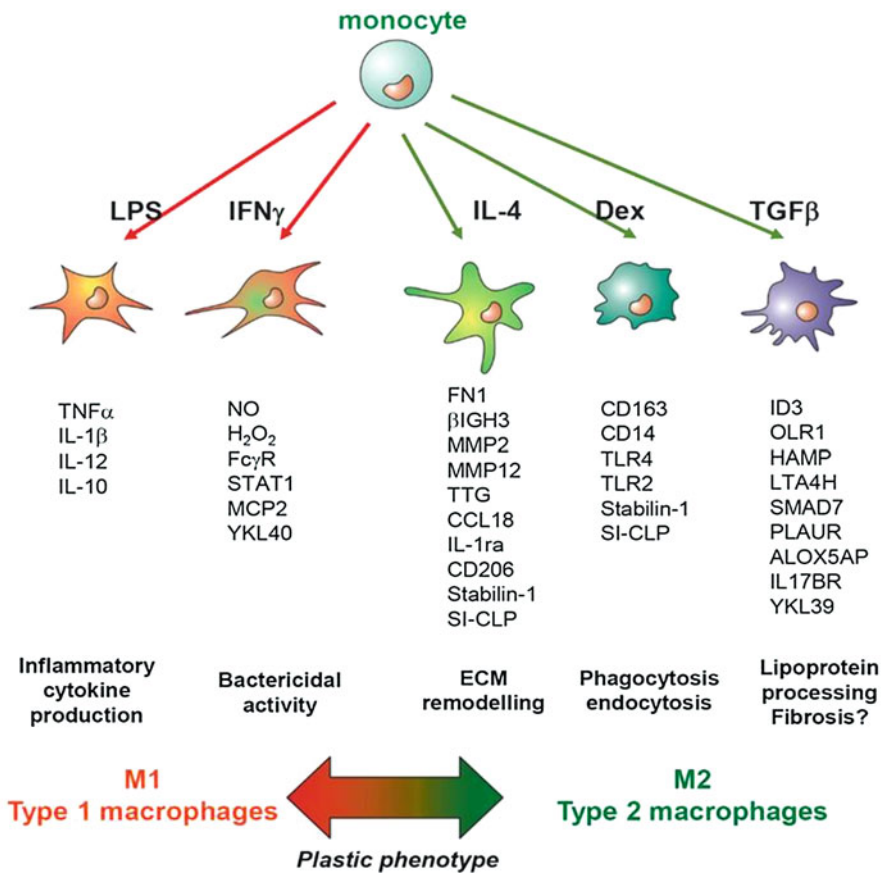 monocyte
LPS
IFNγ
IL-4
Dex
TGFβ
TNFα
IL-1β
IL-12
IL-10
NO
H₂O₂
FcγR
STAT1
MCP2
YKL40
FN1
βIGH3
MMP2
MMP12
TTG
CCL18
IL-1ra
CD206
Stabilin-1
SI-CLP
CD163
CD14
TLR4
TLR2
Stabilin-1
SI-CLP
ID3
OLR1
HAMP
LTA4H
SMAD7
PLAUR
ALOX5AP
IL17BR
YKL39
Inflammatory
cytokine
production
Bactericidal
activity
ECM
remodelling
Phagocytosis
endocytosis
Lipoprotein
processing
Fibrosis?
M1
Type 1 macrophages
M2
Type 2 macrophages
Plastic phenotype